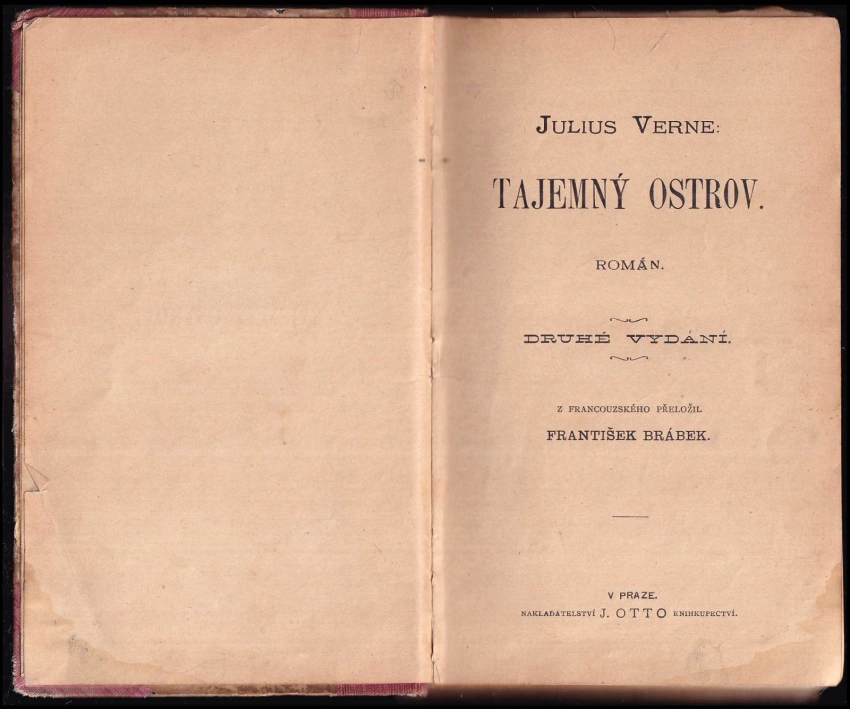 JULIUS VERNE:
TAJEMNÝ OSTROV.
ROMÁN.
DRUHÉ VYDÁNÍ.
Z FRANCOUZSKÉHO PŘELOŽIL
FRANTIŠEK BRÁBEK.
V PRAZE.
NAKLADATELSTVÍ J. OTTO KNIHKUPECTVÍ.